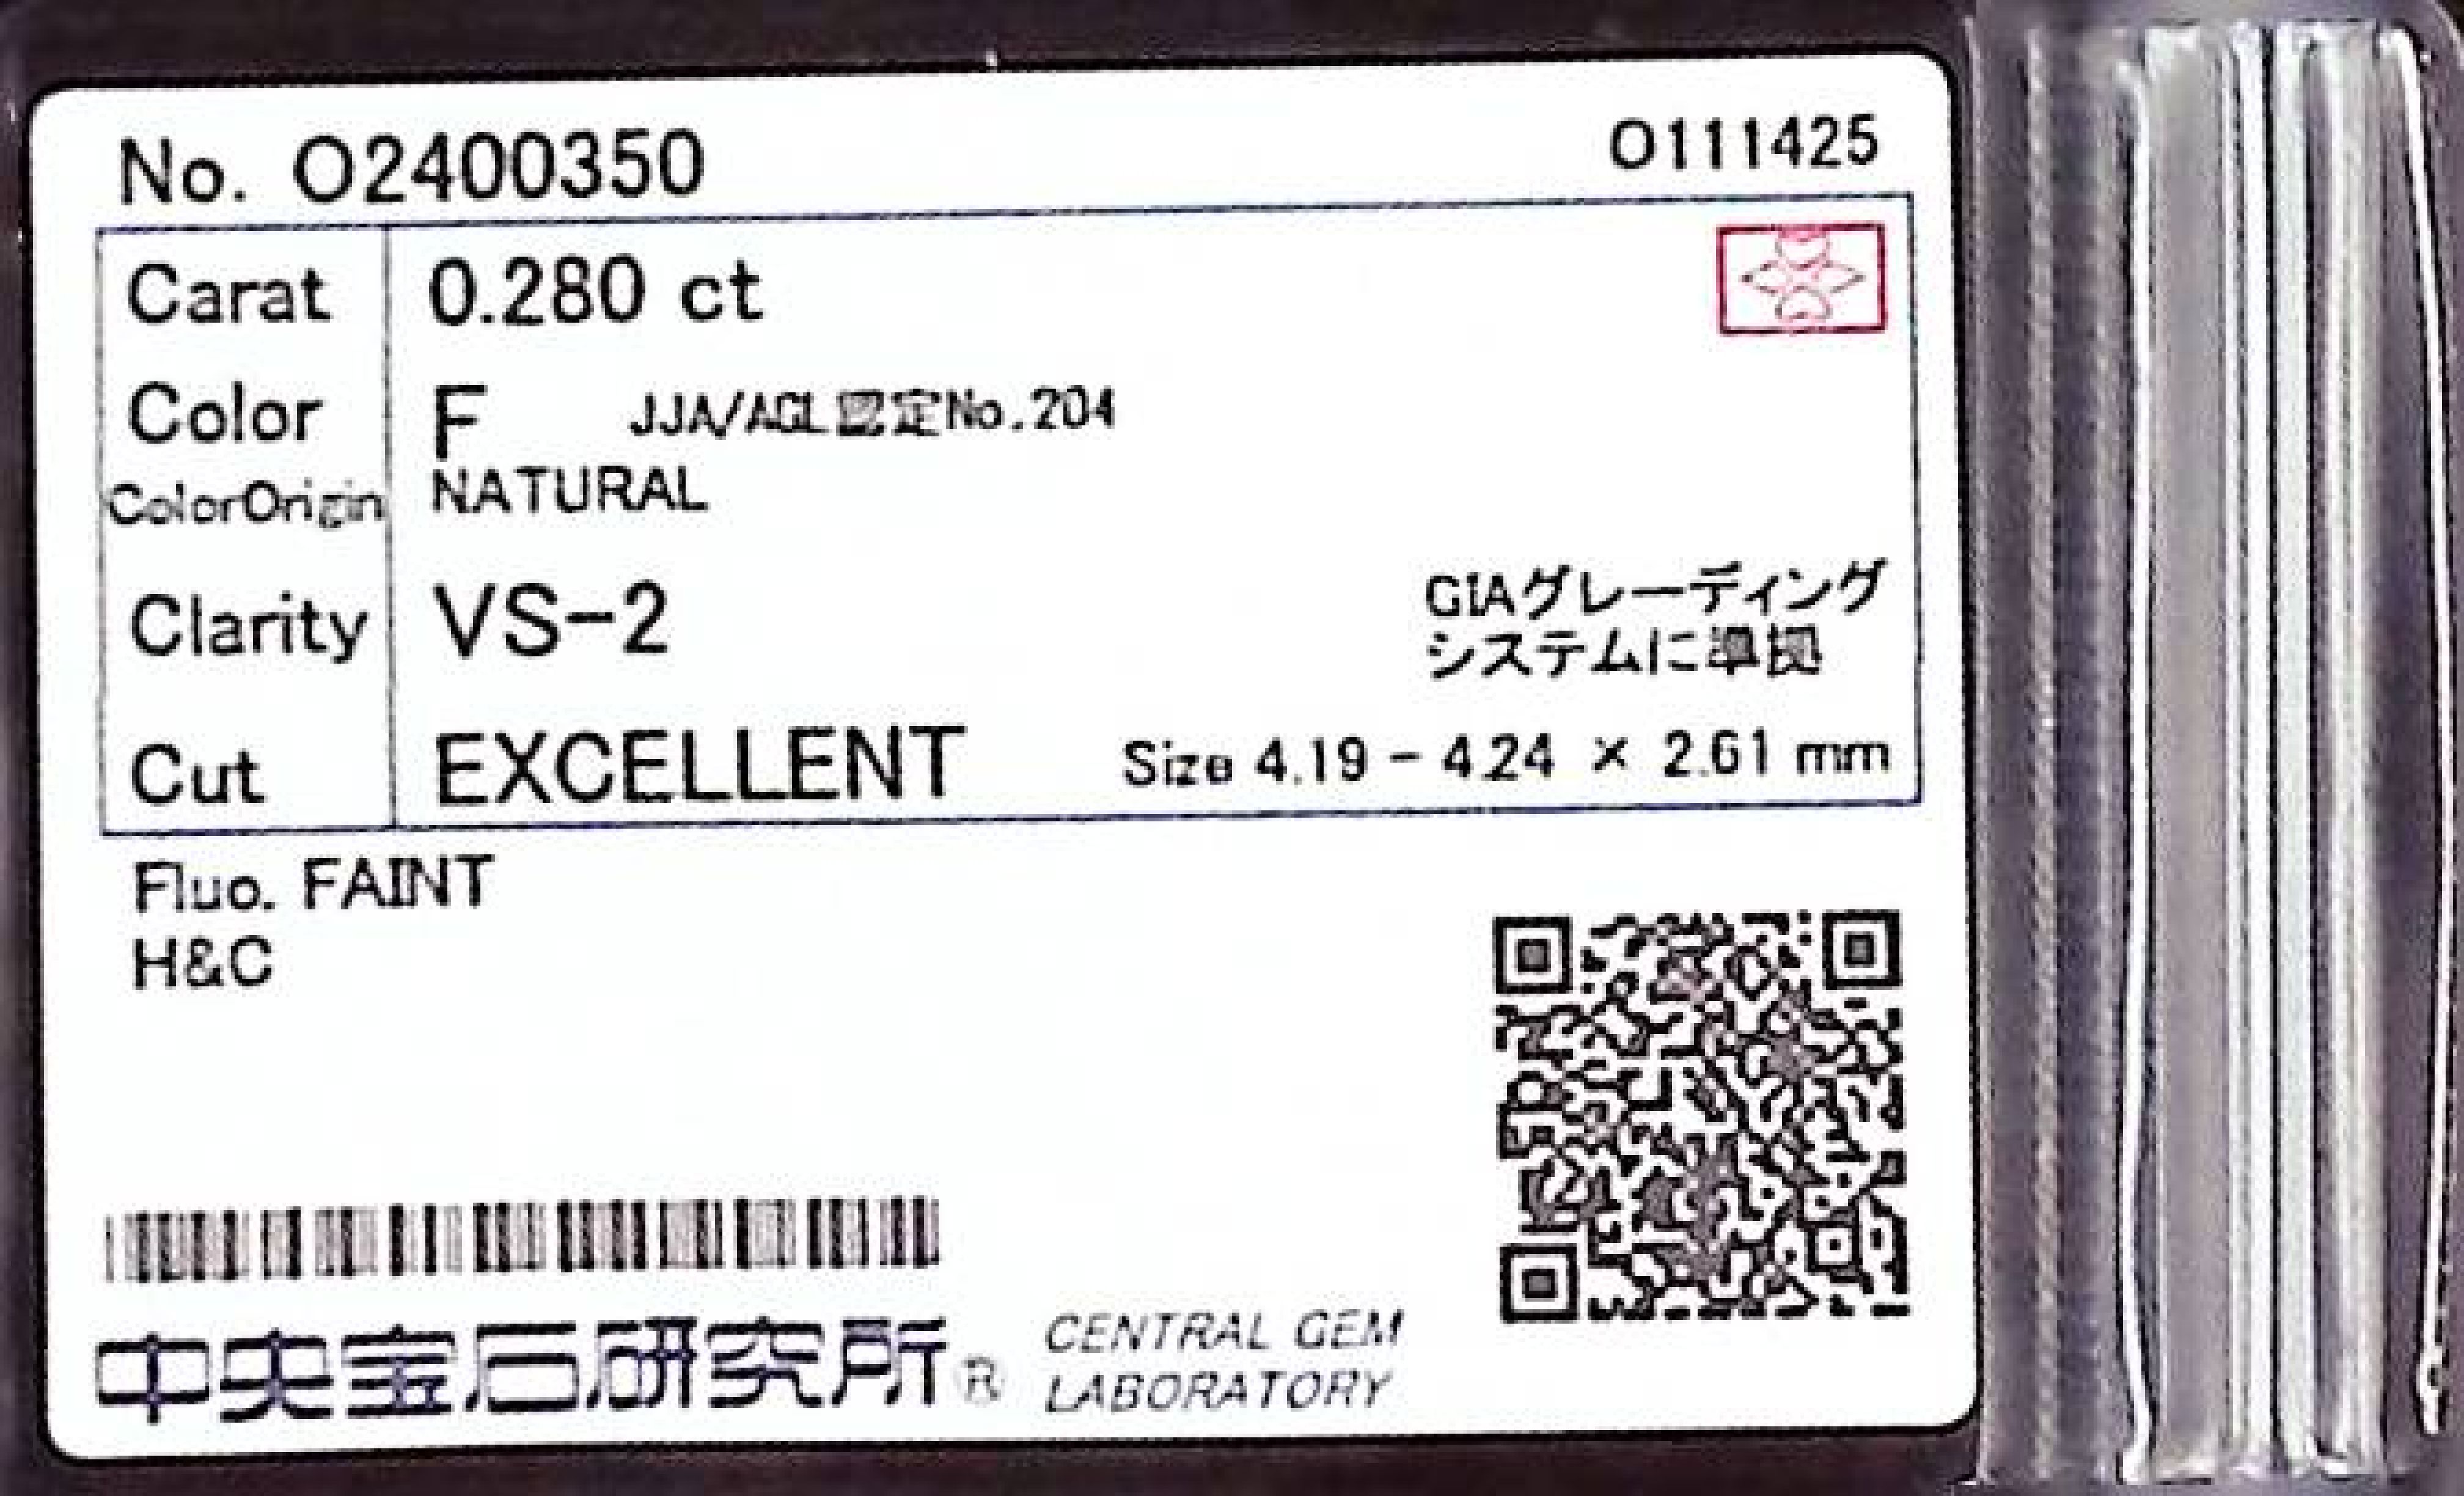 No. O2400350
O111425
Carat 0.280 ct
Color F JJA/AGL認定No.204
ColorOrigin NATURAL
Clarity VS-2
GIAグレーディング
システムに準拠
Cut EXCELLENT Size 4.19 - 4.24 × 2.61 mm
Fluo. FAINT
H&C
中央宝石研究所® CENTRAL GEM
LABORATORY